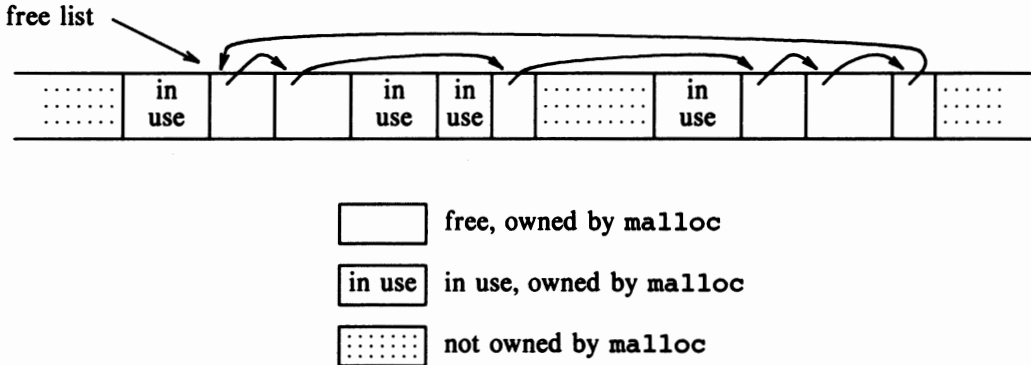 free list
in use
in use
in use
in use
free, owned by malloc
in use in use, owned by malloc
not owned by malloc